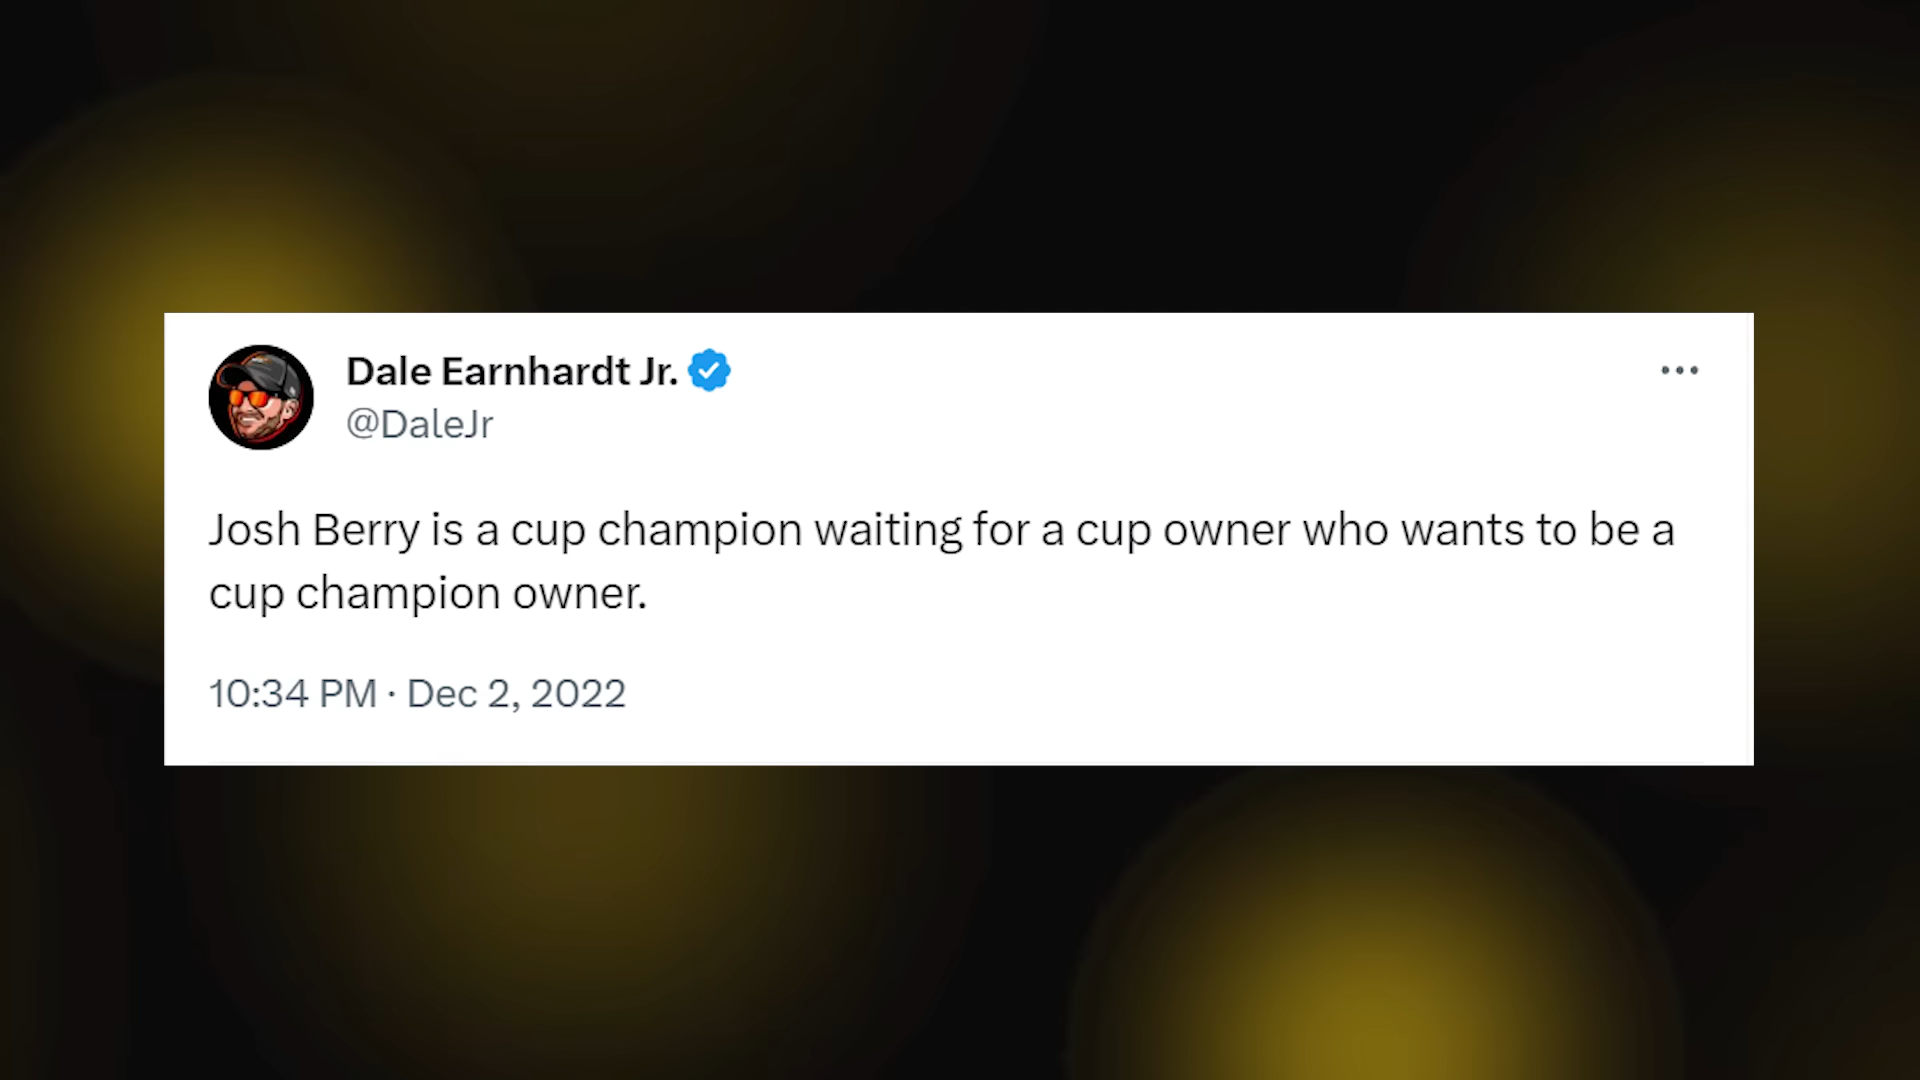 Dale Earnhardt Jr.
@DaleJr
Josh Berry is a cup champion waiting for a cup owner who wants to be a
cup champion owner.
10:34 PM · Dec 2, 2022